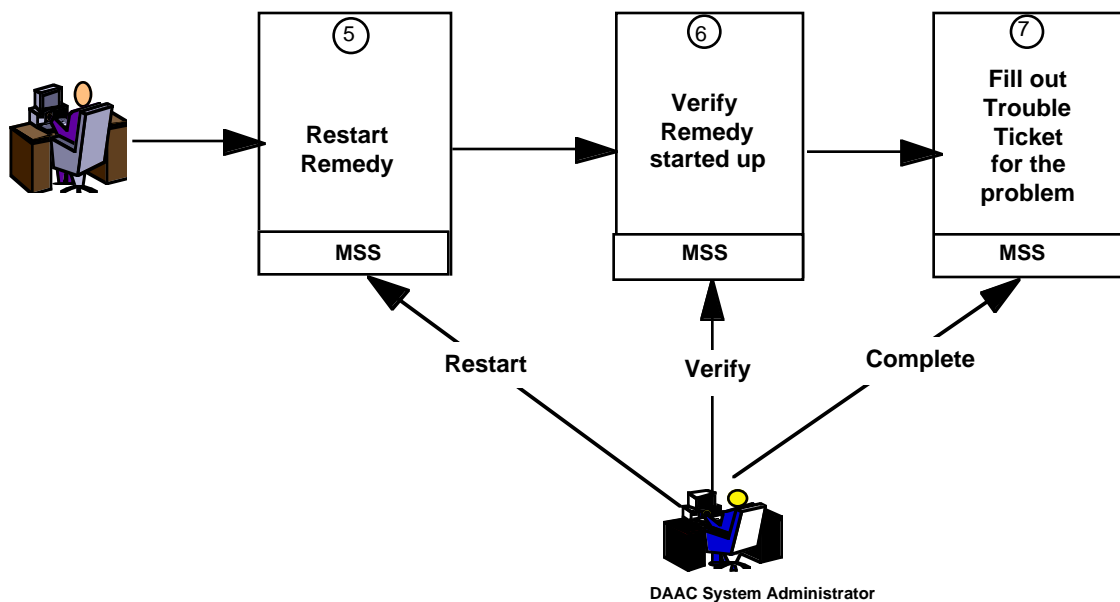 5
Restart
Remedy
MSS
6
Verify
Remedy
started up
MSS
7
Fill out
Trouble
Ticket
for the
problem
MSS
Restart
Verify
Complete
DAAC System Administrator